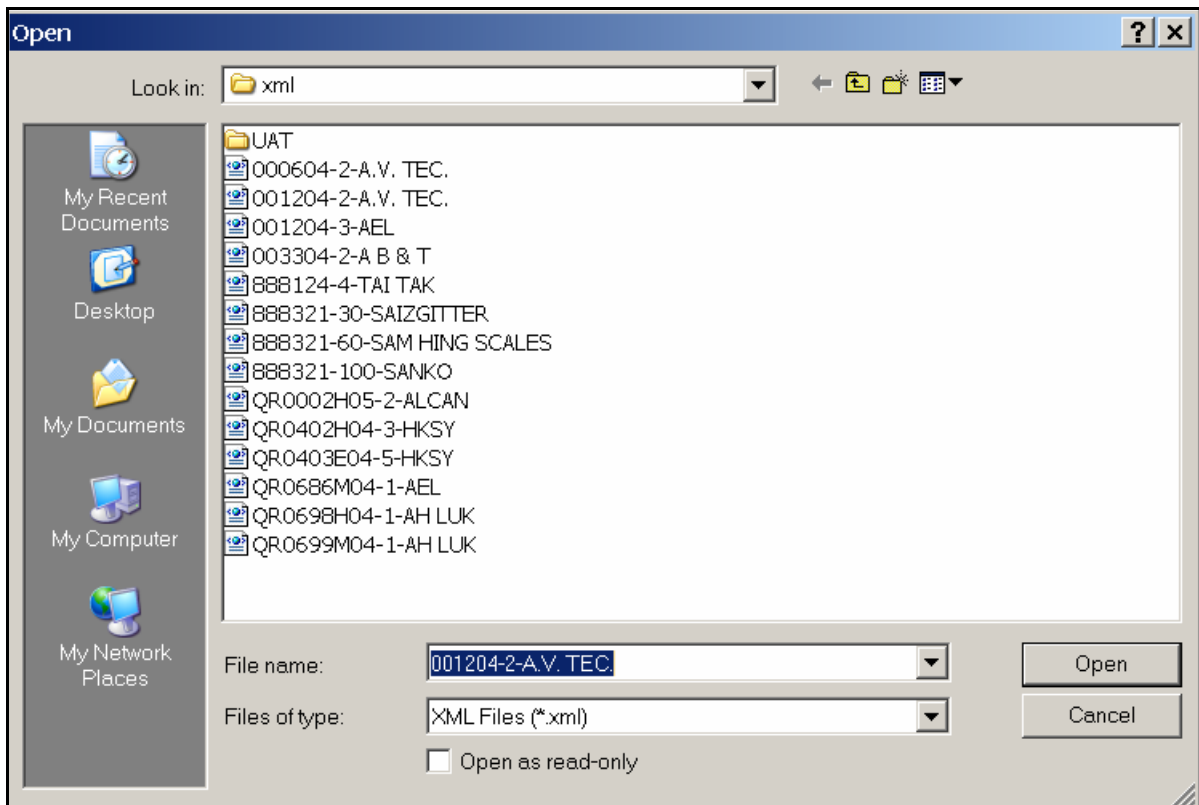 Open
Look in: xml
My Recent
Documents
Desktop
My Documents
My Computer
My Network
Places
UAT
000604-2-A.V. TEC.
001204-2-A.V. TEC.
001204-3-AEL
003304-2-A B & T
888124-4-TAI TAK
888321-30-SAIZGITTER
888321-60-SAM HING SCALES
888321-100-SANKO
QR0002H05-2-ALCAN
QR0402H04-3-HKSY
QR0403E04-5-HKSY
QR0686M04-1-AEL
QR0698H04-1-AH LUK
QR0699M04-1-AH LUK
File name: 001204-2-A.V. TEC. Open
Files of type: XML Files (*.xml) Cancel
Open as read-only